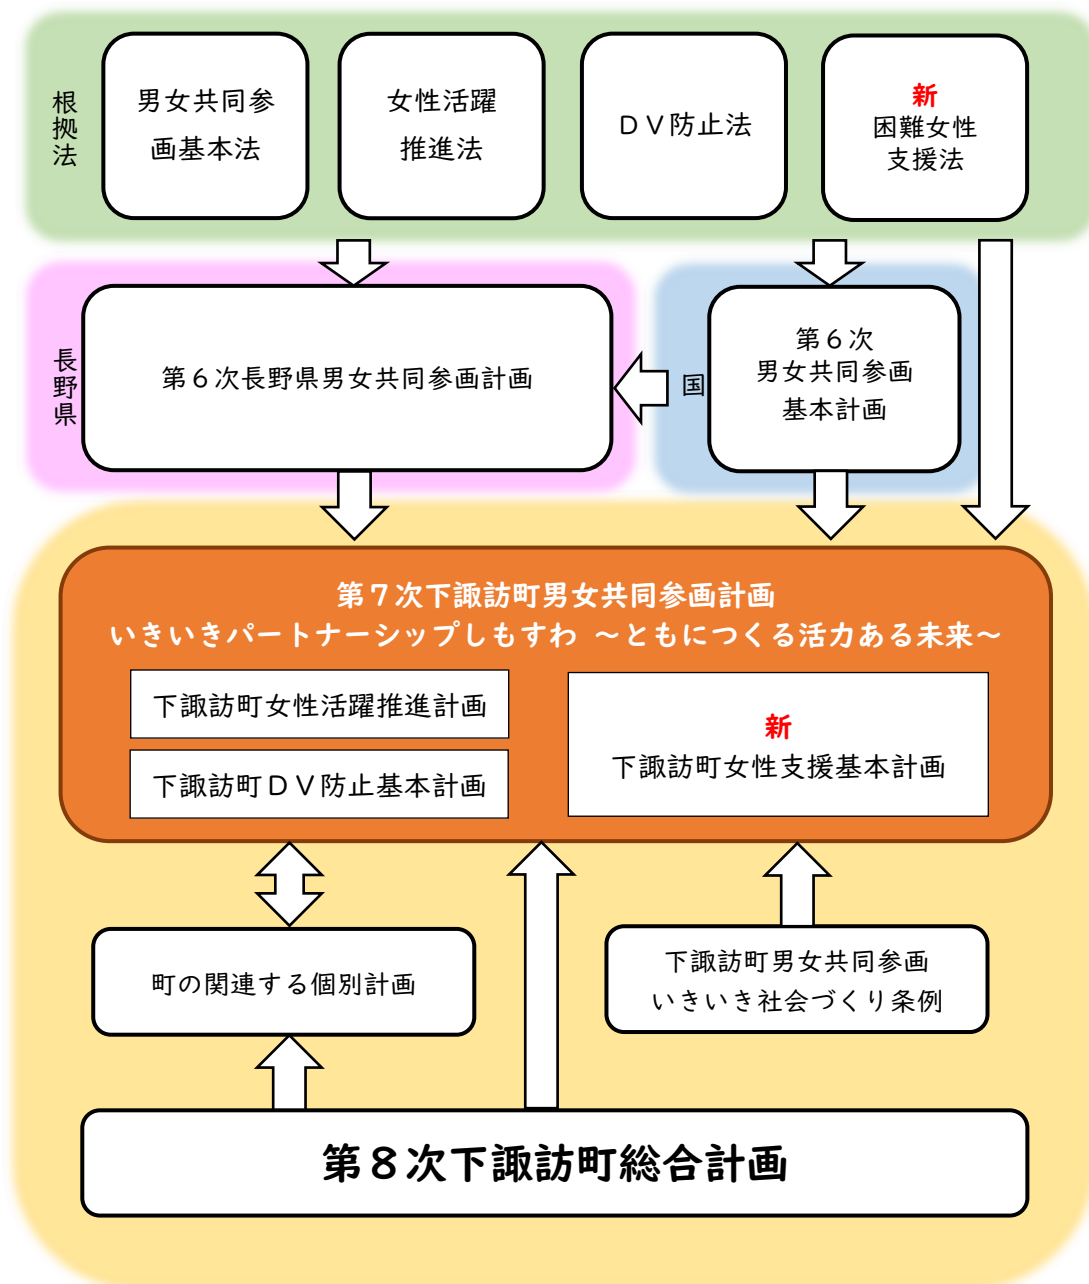 根拠法
男女共同参
画基本法
女性活躍
推進法
ＤＶ防止法
新
困難女性
支援法
長野県
第６次長野県男女共同参画計画
国
第６次
男女共同参画
基本計画
第７次下諏訪町男女共同参画計画
いきいきパートナーシップしもすわ ～ともにつくる活力ある未来～
下諏訪町女性活躍推進計画
下諏訪町ＤＶ防止基本計画
新
下諏訪町女性支援基本計画
町の関連する個別計画
下諏訪町男女共同参画
いきいき社会づくり条例
第８次下諏訪町総合計画